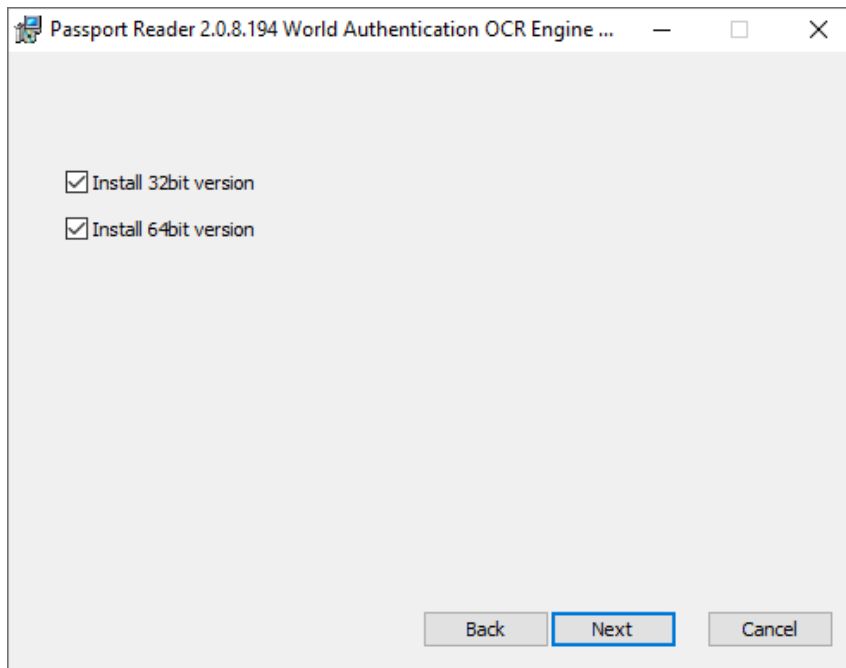 Passport Reader 2.0.8.194 World Authentication OCR Engine ...
Install 32bit version
Install 64bit version
Back Next Cancel